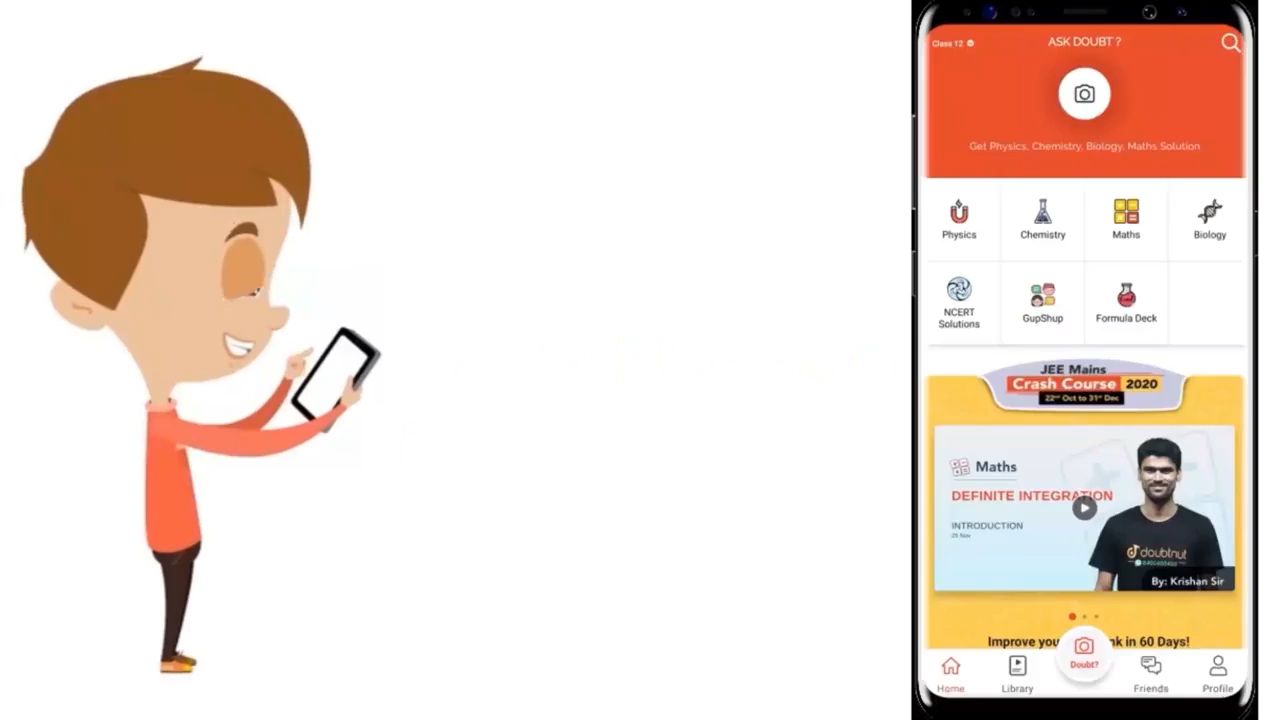 Class 12
ASK DOUBT ?
Get Physics, Chemistry, Biology, Maths Solution
Physics
Chemistry
Maths
Biology
NCERT
Solutions
GupShup
Formula Deck
JEE Mains
Crash Course 2020
22nd Oct to 31st Dec
Maths
DEFINITE INTEGRATION
INTRODUCTION
doubtnut
By: Krishan Sir
Improve you nk in 60 Days!
Doubt?
Home
Library
Friends
Profile